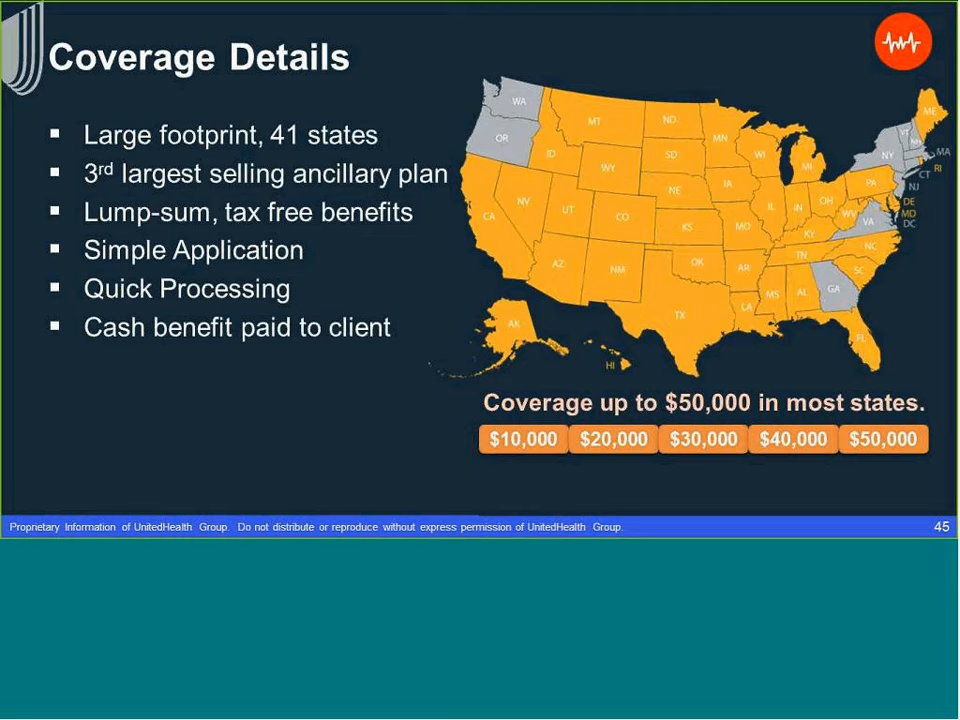 Coverage Details
▪ Large footprint, 41 states
▪ 3rd largest selling ancillary plan
▪ Lump-sum, tax free benefits
▪ Simple Application
▪ Quick Processing
▪ Cash benefit paid to client
WA
OR
MT
ID
WY
ND
SD
NE
MN
WI
MI
IA
NY
VT
NH
ME
MA
RI
CT
NJ
PA
DE
MD
DC
NV
CA
UT
CO
KS
MO
IL
IN
OH
WV
VA
KY
NC
TN
SC
AZ
NM
OK
AR
TX
LA
MS
AL
GA
FL
AK
HI
Coverage up to $50,000 in most states.
$10,000 $20,000 $30,000 $40,000 $50,000
Proprietary Information of UnitedHealth Group. Do not distribute or reproduce without express permission of UnitedHealth Group.
45